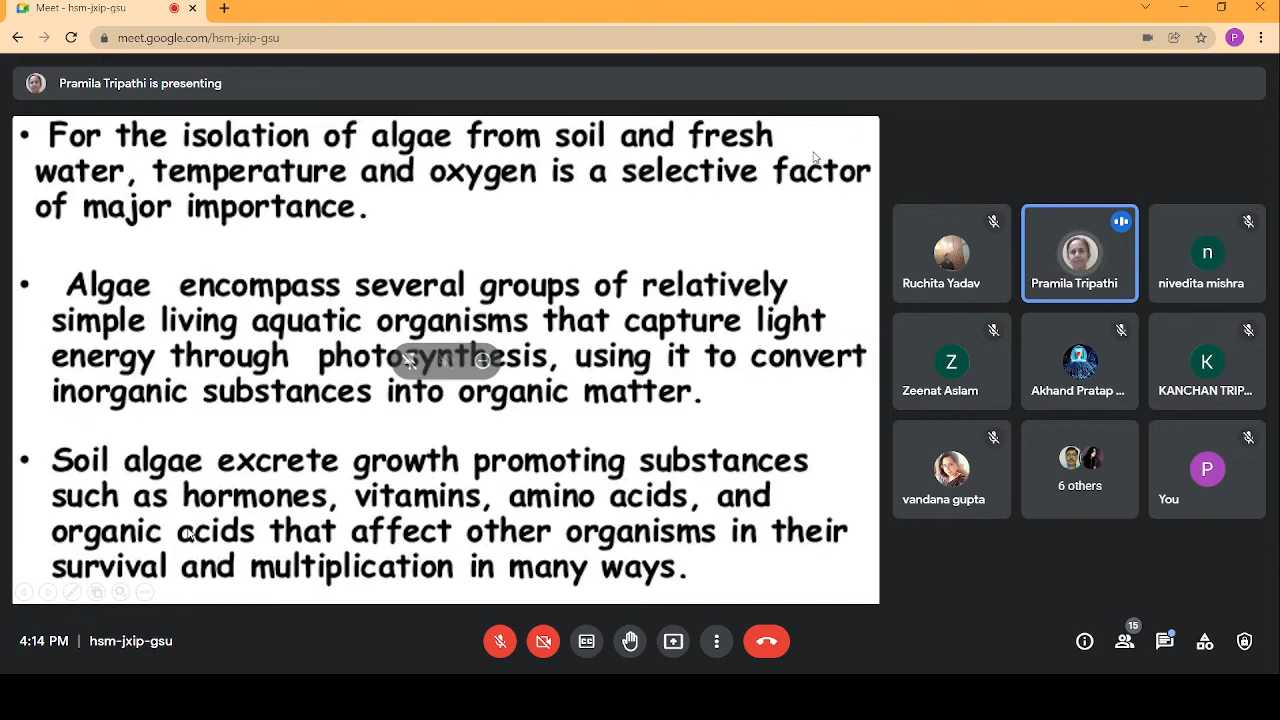 Meet - hsm-jxip-gsu
meet.google.com/hsm-jxip-gsu
P
Pramila Tripathi is presenting
• For the isolation of algae from soil and fresh
water, temperature and oxygen is a selective factor
of major importance.
• Algae encompass several groups of relatively
simple living aquatic organisms that capture light
energy through photosynthesis, using it to convert
inorganic substances into organic matter.
• Soil algae excrete growth promoting substances
such as hormones, vitamins, amino acids, and
organic acids that affect other organisms in their
survival and multiplication in many ways.
Ruchita Yadav
Pramila Tripathi
n
nivedita mishra
Z
Zeenat Aslam
Akhand Pratap ...
K
KANCHAN TRIP...
vandana gupta
6 others
P
You
4:14 PM | hsm-jxip-gsu
CC
15